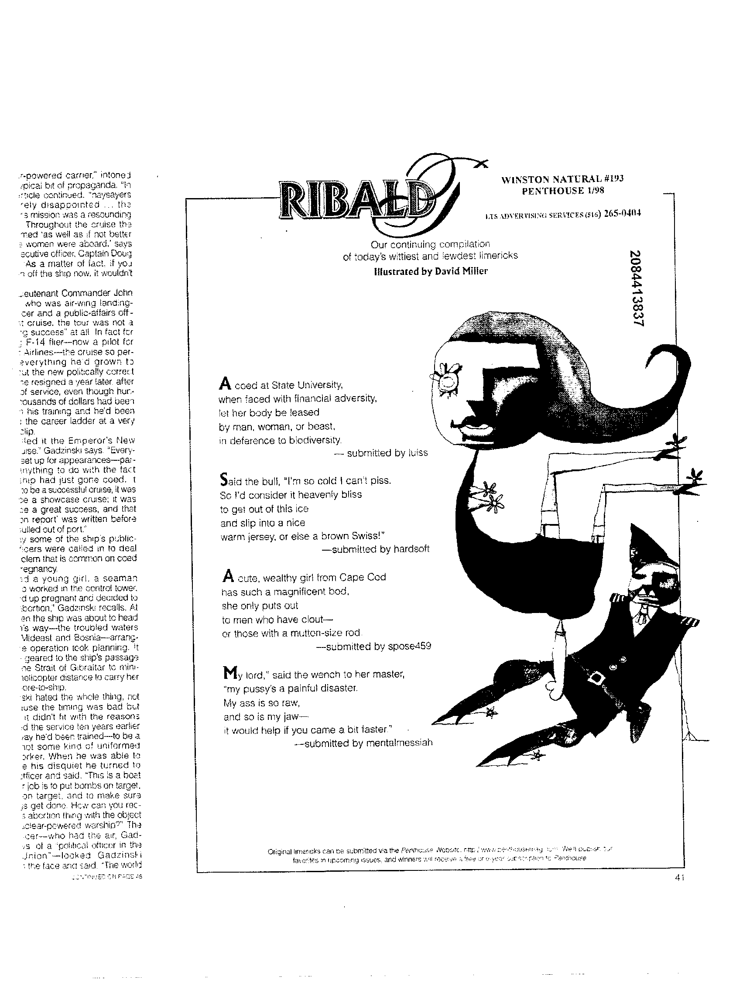 r-powered carrier," intoned
ypical bit of propaganda. "In
rticle continued, "naysayers
rely disappointed ... the
's mission was a resounding
Throughout the cruise the
med 'as well as if not better
e women were aboard,' says
ecutive officer, Captain Doug
As a matter of fact, if you
n off the ship now, it wouldn't
Lieutenant Commander John
who was air-wing landing-
cer and a public-affairs off-
t cruise, the tour was not a
g success" at all. In fact for
F-14 flier—now a pilot for
Airlines—the cruise so per-
everything he'd grown to
ut the new politically correct
he resigned a year later, after
of service, even though hun-
ousands of dollars had been
n his training and he'd been
the career ladder at a very
clip.
lled it the Emperor's New
uise," Gadzinski says. "Every-
set up for appearances—par-
nything to do with the fact
ship had just gone coed. It
to be a successful cruise, it was
be a showcase cruise; it was
be a great success, and that
on report' was written before
ulled out of port."
y some of the ship's public-
ficers were called in to deal
blem that is common on coed
regnancy.
d a young girl, a seaman
o worked in the control tower,
d up pregnant and decided to
bortion," Gadzinski recalls. At
en the ship was about to head
's way—the troubled waters
Mideast and Bosnia—arrang-
e operation took planning. It
geared to the ship's passage
he Strait of Gibraltar to mini-
helicopter distance to carry her
ore-to-ship.
ski hated the whole thing, not
use the timing was bad but
it didn't fit with the reasons
d the service ten years earlier
ay he'd been trained—to be a
not some kind of uniformed
orker. When he was able to
e his disquiet he turned to
fficer and said, "This is a boat
r job is to put bombs on target,
on target, and to make sure
s get done. How can you rec-
s abortion thing with the object
uclear-powered warship?" The
cer—who had the air, Gad-
s of a "political officer in the
Union"—looked Gadzinski
the face and said, "The world
CONTINUED ON PAGE 48
RIBALD
WINSTON NATURAL #193
PENTHOUSE 1/98
LTS ADVERTISING SERVICES (816) 265-0404
Our continuing compilation
of today's wittiest and lewdest limericks
Illustrated by David Miller
2084413837
A coed at State University,
when faced with financial adversity,
let her body be leased
by man, woman, or beast,
in deference to biodiversity.
— submitted by luiss
Said the bull, "I'm so cold I can't piss.
So I'd consider it heavenly bliss
to get out of this ice
and slip into a nice
warm jersey, or else a brown Swiss!"
—submitted by hardsoft
A cute, wealthy girl from Cape Cod
has such a magnificent bod,
she only puts out
to men who have clout—
or those with a mutton-size rod
—submitted by spose459
My lord," said the wench to her master,
"my pussy's a painful disaster.
My ass is so raw,
and so is my jaw—
it would help if you came a bit faster."
—submitted by mentalmessiah
Original limericks can be submitted via the Penthouse Website, http://www.penthousemag.com. We'll publish our
favorites in upcoming issues, and winners will receive a free one-year subscription to Penthouse.
41